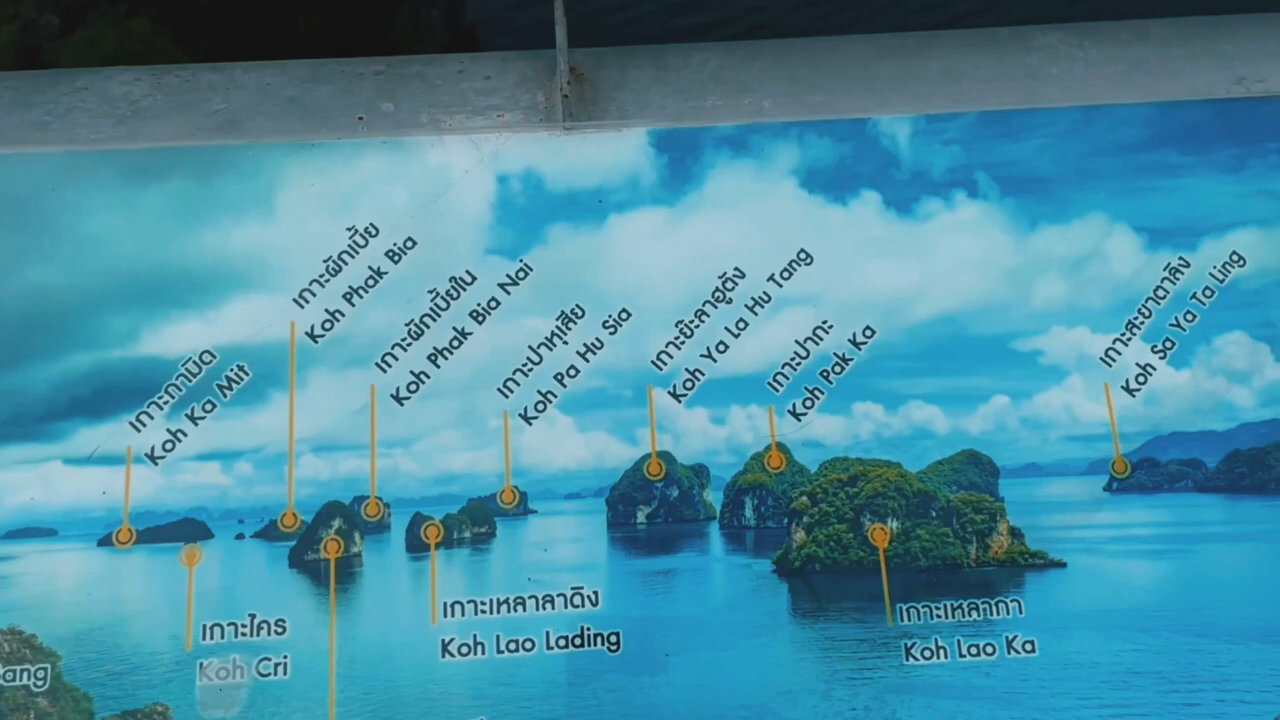 เกาะกามิด
Koh Ka Mit
เกาะผักเบี้ย
Koh Phak Bia
เกาะผักเบี้ยใน
Koh Phak Bia Nai
เกาะปาหุเสีย
Koh Pa Hu Sia
เกาะยะลาฮูตัง
Koh Ya La Hu Tang
เกาะปากะ
Koh Pak Ka
เกาะสะยาตาลิง
Koh Sa Ya Ta Ling
เกาะไคร
Koh Cri
เกาะเหลาลาดิง
Koh Lao Lading
เกาะเหลากา
Koh Lao Ka